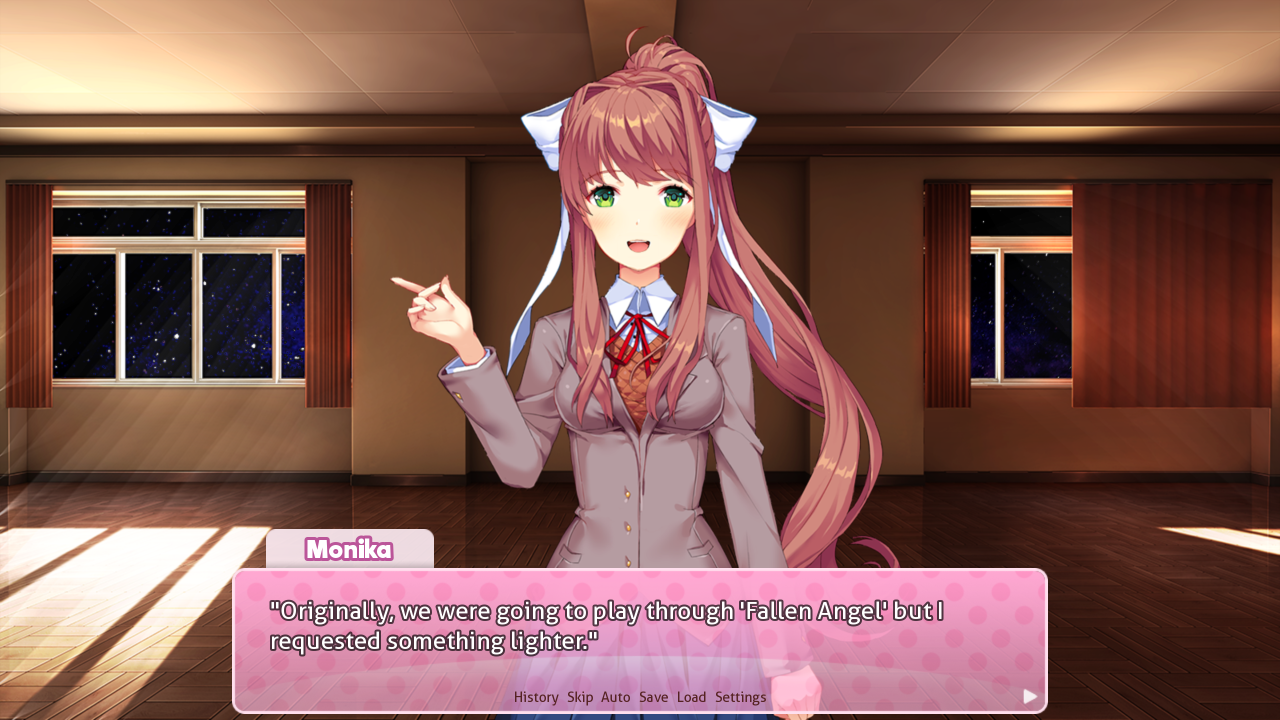 Monika
"Originally, we were going to play through 'Fallen Angel' but I
requested something lighter."
History Skip Auto Save Load Settings